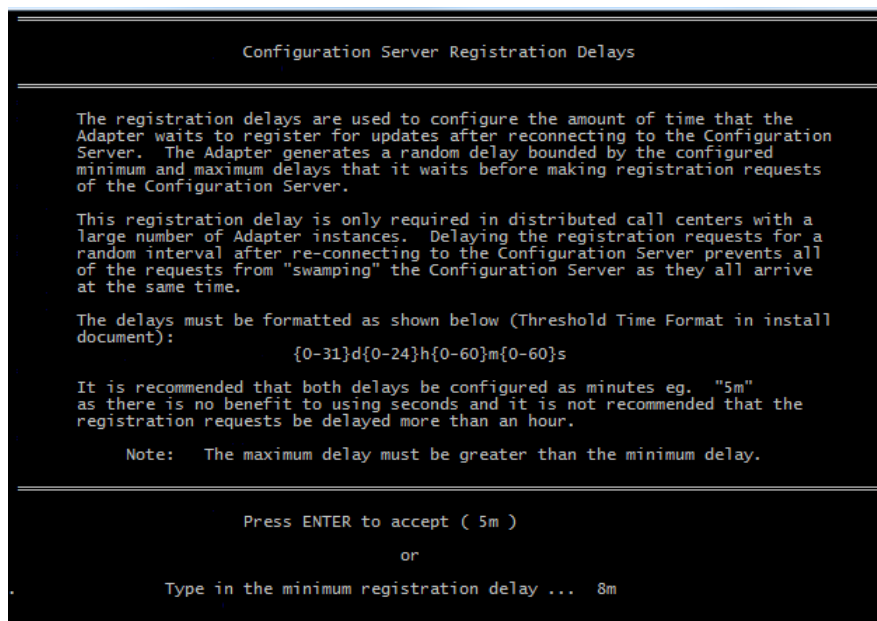 Configuration Server Registration Delays
The registration delays are used to configure the amount of time that the
Adapter waits to register for updates after reconnecting to the Configuration
Server.  The Adapter generates a random delay bounded by the configured
minimum and maximum delays that it waits before making registration requests
of the Configuration Server.
This registration delay is only required in distributed call centers with a
large number of Adapter instances.  Delaying the registration requests for a
random interval after re-connecting to the Configuration Server prevents all
of the requests from "swamping" the Configuration Server as they all arrive
at the same time.
The delays must be formatted as shown below (Threshold Time Format in install
document):
{0-31}d{0-24}h{0-60}m{0-60}s
It is recommended that both delays be configured as minutes eg.  "5m"
as there is no benefit to using seconds and it is not recommended that the
registration requests be delayed more than an hour.
Note:   The maximum delay must be greater than the minimum delay.
Press ENTER to accept ( 5m )
or
.   Type in the minimum registration delay ...  8m